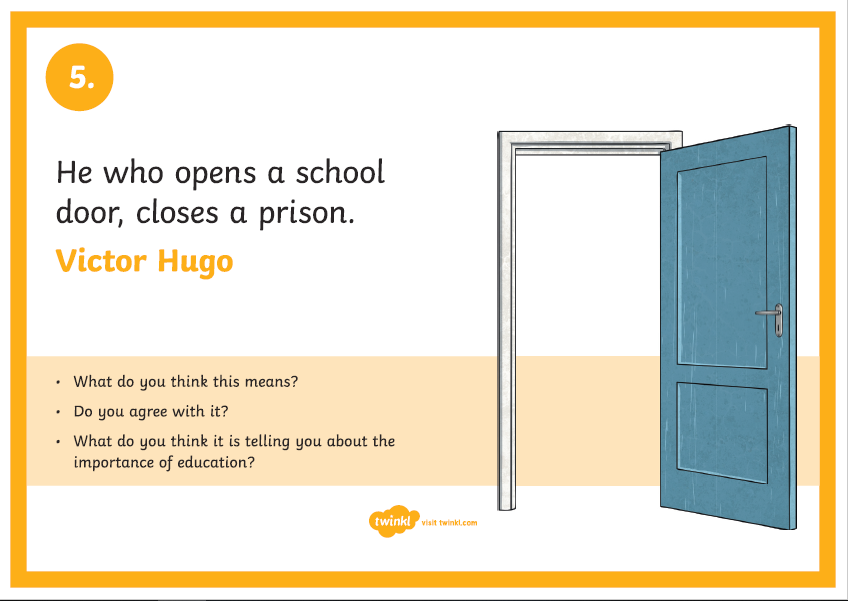 5.
He who opens a school
door, closes a prison.
Victor Hugo
• What do you think this means?
• Do you agree with it?
• What do you think it is telling you about the
importance of education?
twinkl visit twinkl.com